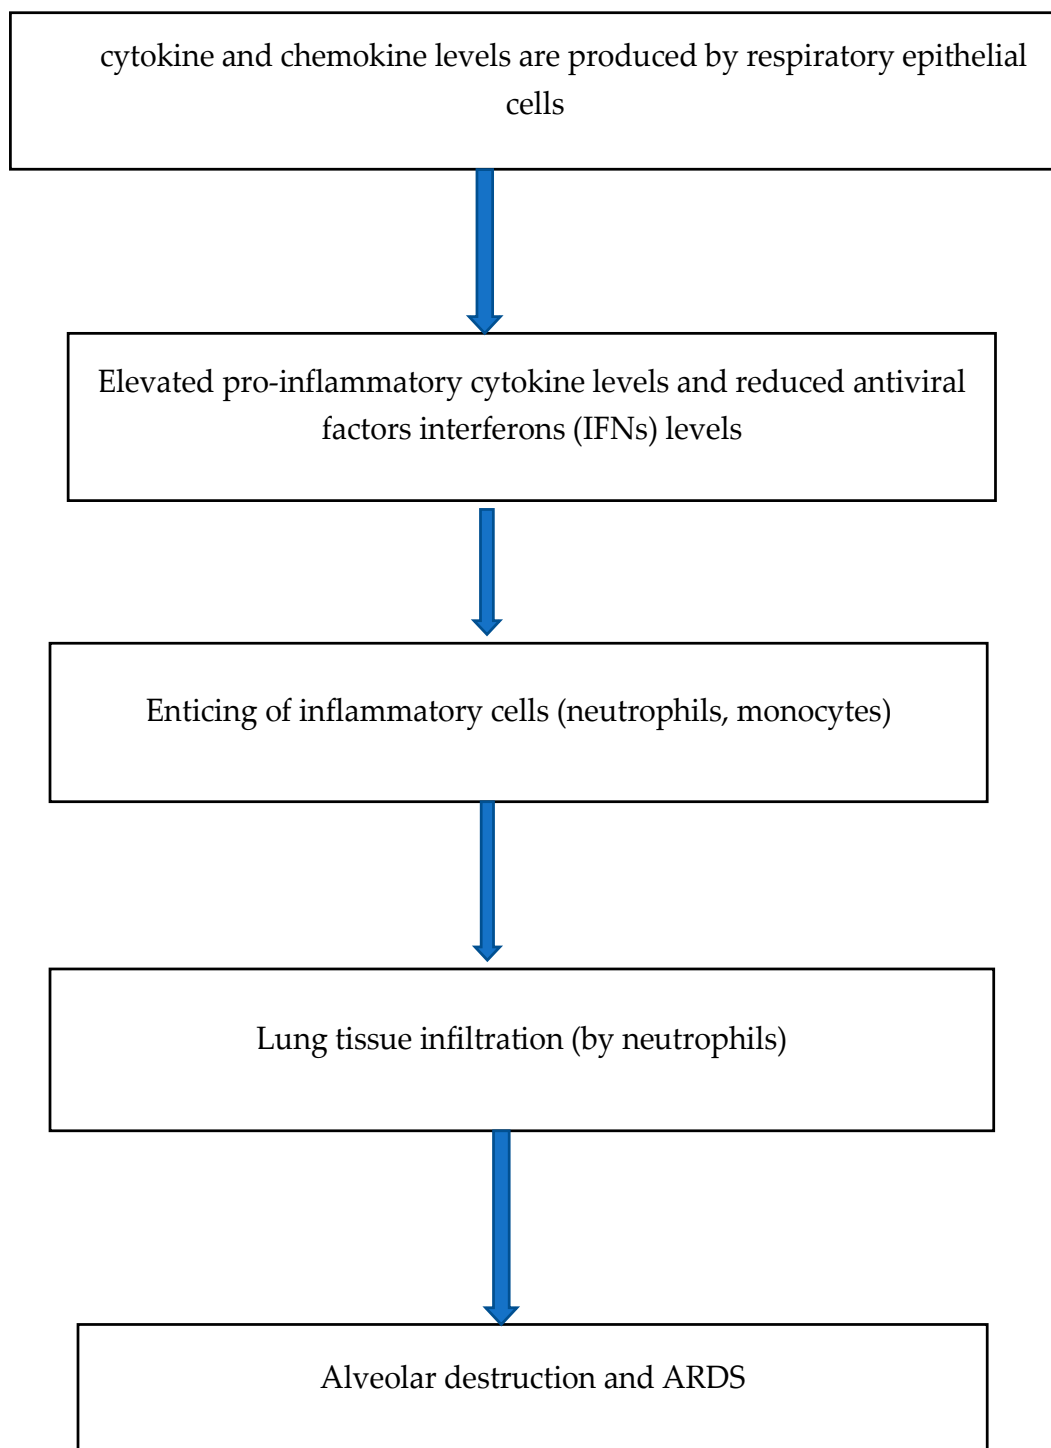 cytokine and chemokine levels are produced by respiratory epithelial
cells
Elevated pro-inflammatory cytokine levels and reduced antiviral
factors interferons (IFNs) levels
Enticing of inflammatory cells (neutrophils, monocytes)
Lung tissue infiltration (by neutrophils)
Alveolar destruction and ARDS